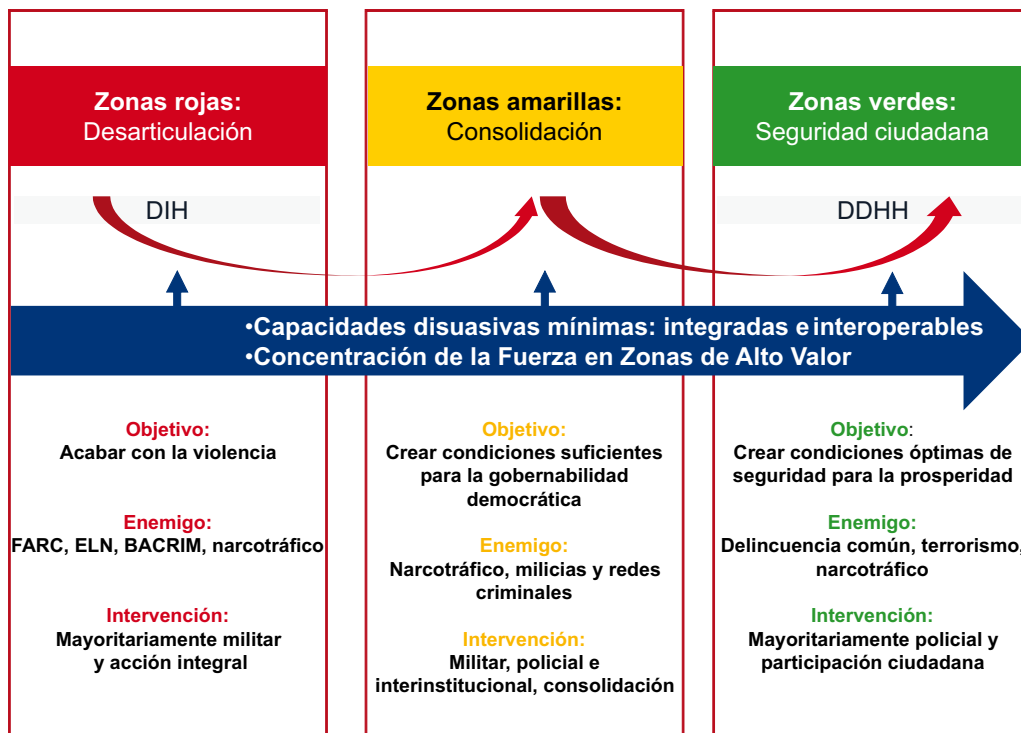 Zonas rojas:
Desarticulación
DIH
Zonas amarillas:
Consolidación
Zonas verdes:
Seguridad ciudadana
DDHH
•Capacidades disuasivas mínimas: integradas e interoperables
•Concentración de la Fuerza en Zonas de Alto Valor
Objetivo:
Acabar con la violencia
Enemigo:
FARC, ELN, BACRIM, narcotráfico
Intervención:
Mayoritariamente militar
y acción integral
Objetivo:
Crear condiciones suficientes
para la gobernabilidad
democrática
Enemigo:
Narcotráfico, milicias y redes
criminales
Intervención:
Militar, policial e
interinstitucional, consolidación
Objetivo:
Crear condiciones óptimas de
seguridad para la prosperidad
Enemigo:
Delincuencia común, terrorismo,
narcotráfico
Intervención:
Mayoritariamente policial y
participación ciudadana